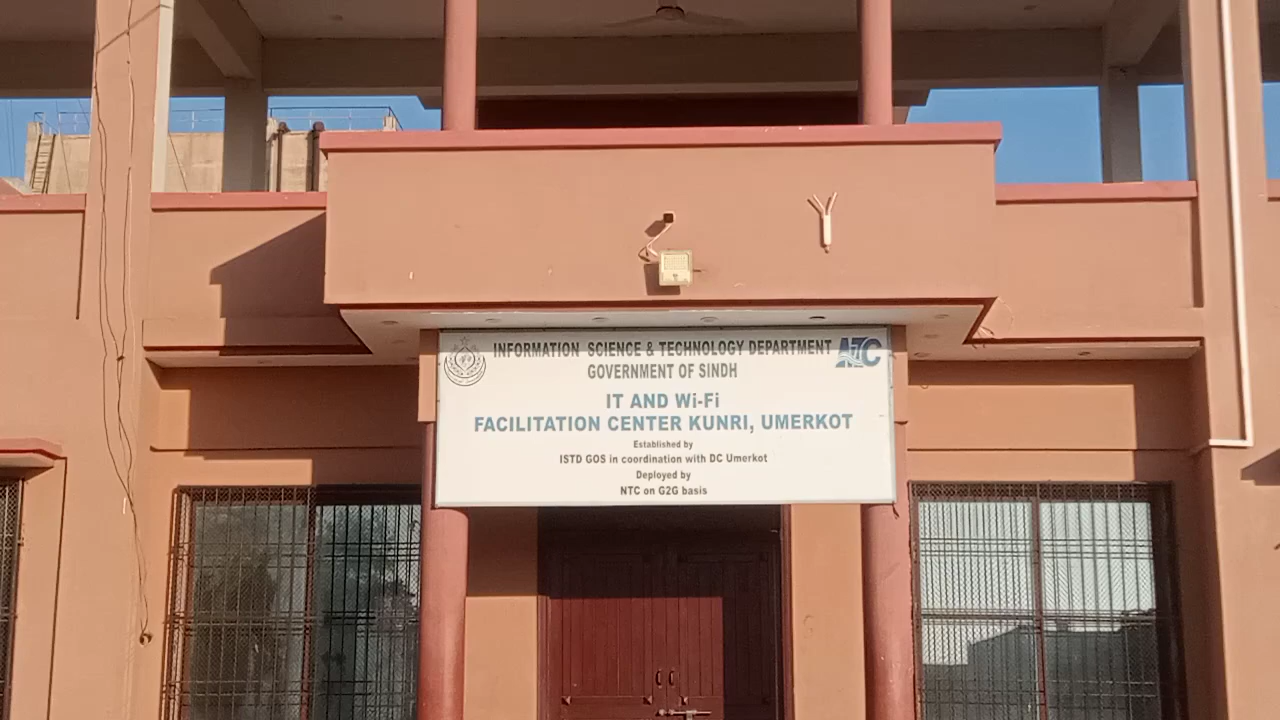 INFORMATION SCIENCE & TECHNOLOGY DEPARTMENT
NTC
GOVERNMENT OF SINDH
IT AND Wi-Fi
FACILITATION CENTER KUNRI, UMERKOT
Established by
ISTD GOS in coordination with DC Umerkot
Deployed by
NTC on G2G basis